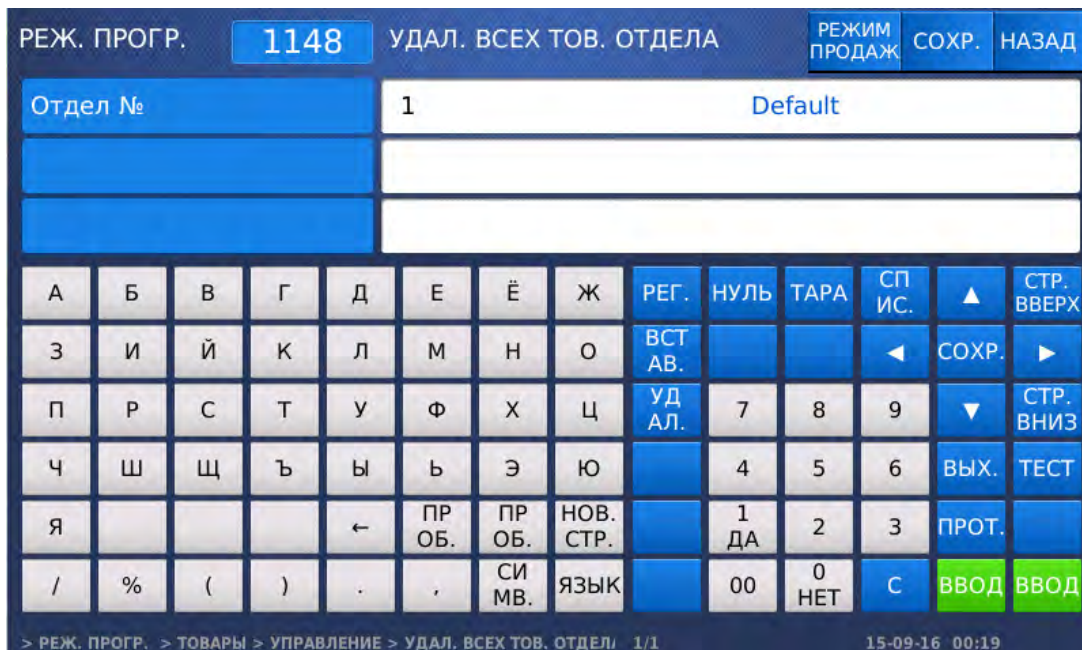 РЕЖ. ПРОГР. 1148 УДАЛ. ВСЕХ ТОВ. ОТДЕЛА РЕЖИМ ПРОДАЖ СОХР. НАЗАД
Отдел № 1 Default
А Б В Г Д Е Ё Ж РЕГ. НУЛЬ ТАРА СП ИС. ▲ СТР. ВВЕРХ
З И Й К Л М Н О ВСТ АВ. ◄ СОХР. ►
П Р С Т У Ф Х Ц УД АЛ. 7 8 9 ▼ СТР. ВНИЗ
Ч Ш Щ Ъ Ы Ь Э Ю 4 5 6 ВЫХ. ТЕСТ
Я ← ПР ОБ. ПР ОБ. НОВ. СТР. 1 ДА 2 3 ПРОТ.
/ % ( ) . , СИ МВ. ЯЗЫК 00 0 НЕТ С ВВОД ВВОД
> РЕЖ. ПРОГР. > ТОВАРЫ > УПРАВЛЕНИЕ > УДАЛ. ВСЕХ ТОВ. ОТДЕЛ 1/1 15-09-16 00:19